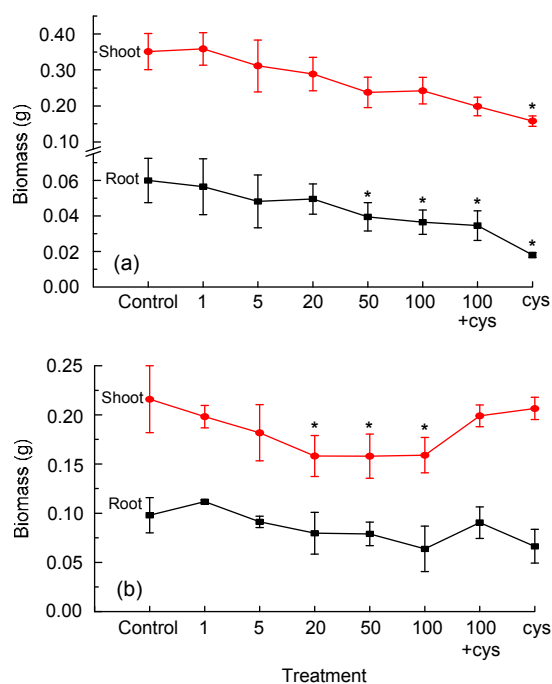 0.40
Shoot
0.30
0.20
*
0.10
Biomass (g)
0.06
Root
0.04
* * *
0.02
*
(a)
0.00
Control 1 5 20 50 100 100 cys
+cys
0.25
Shoot
0.20
* * *
0.15
Biomass (g)
Root
0.10
0.05
(b)
0.00
Control 1 5 20 50 100 100 cys
+cys
Treatment